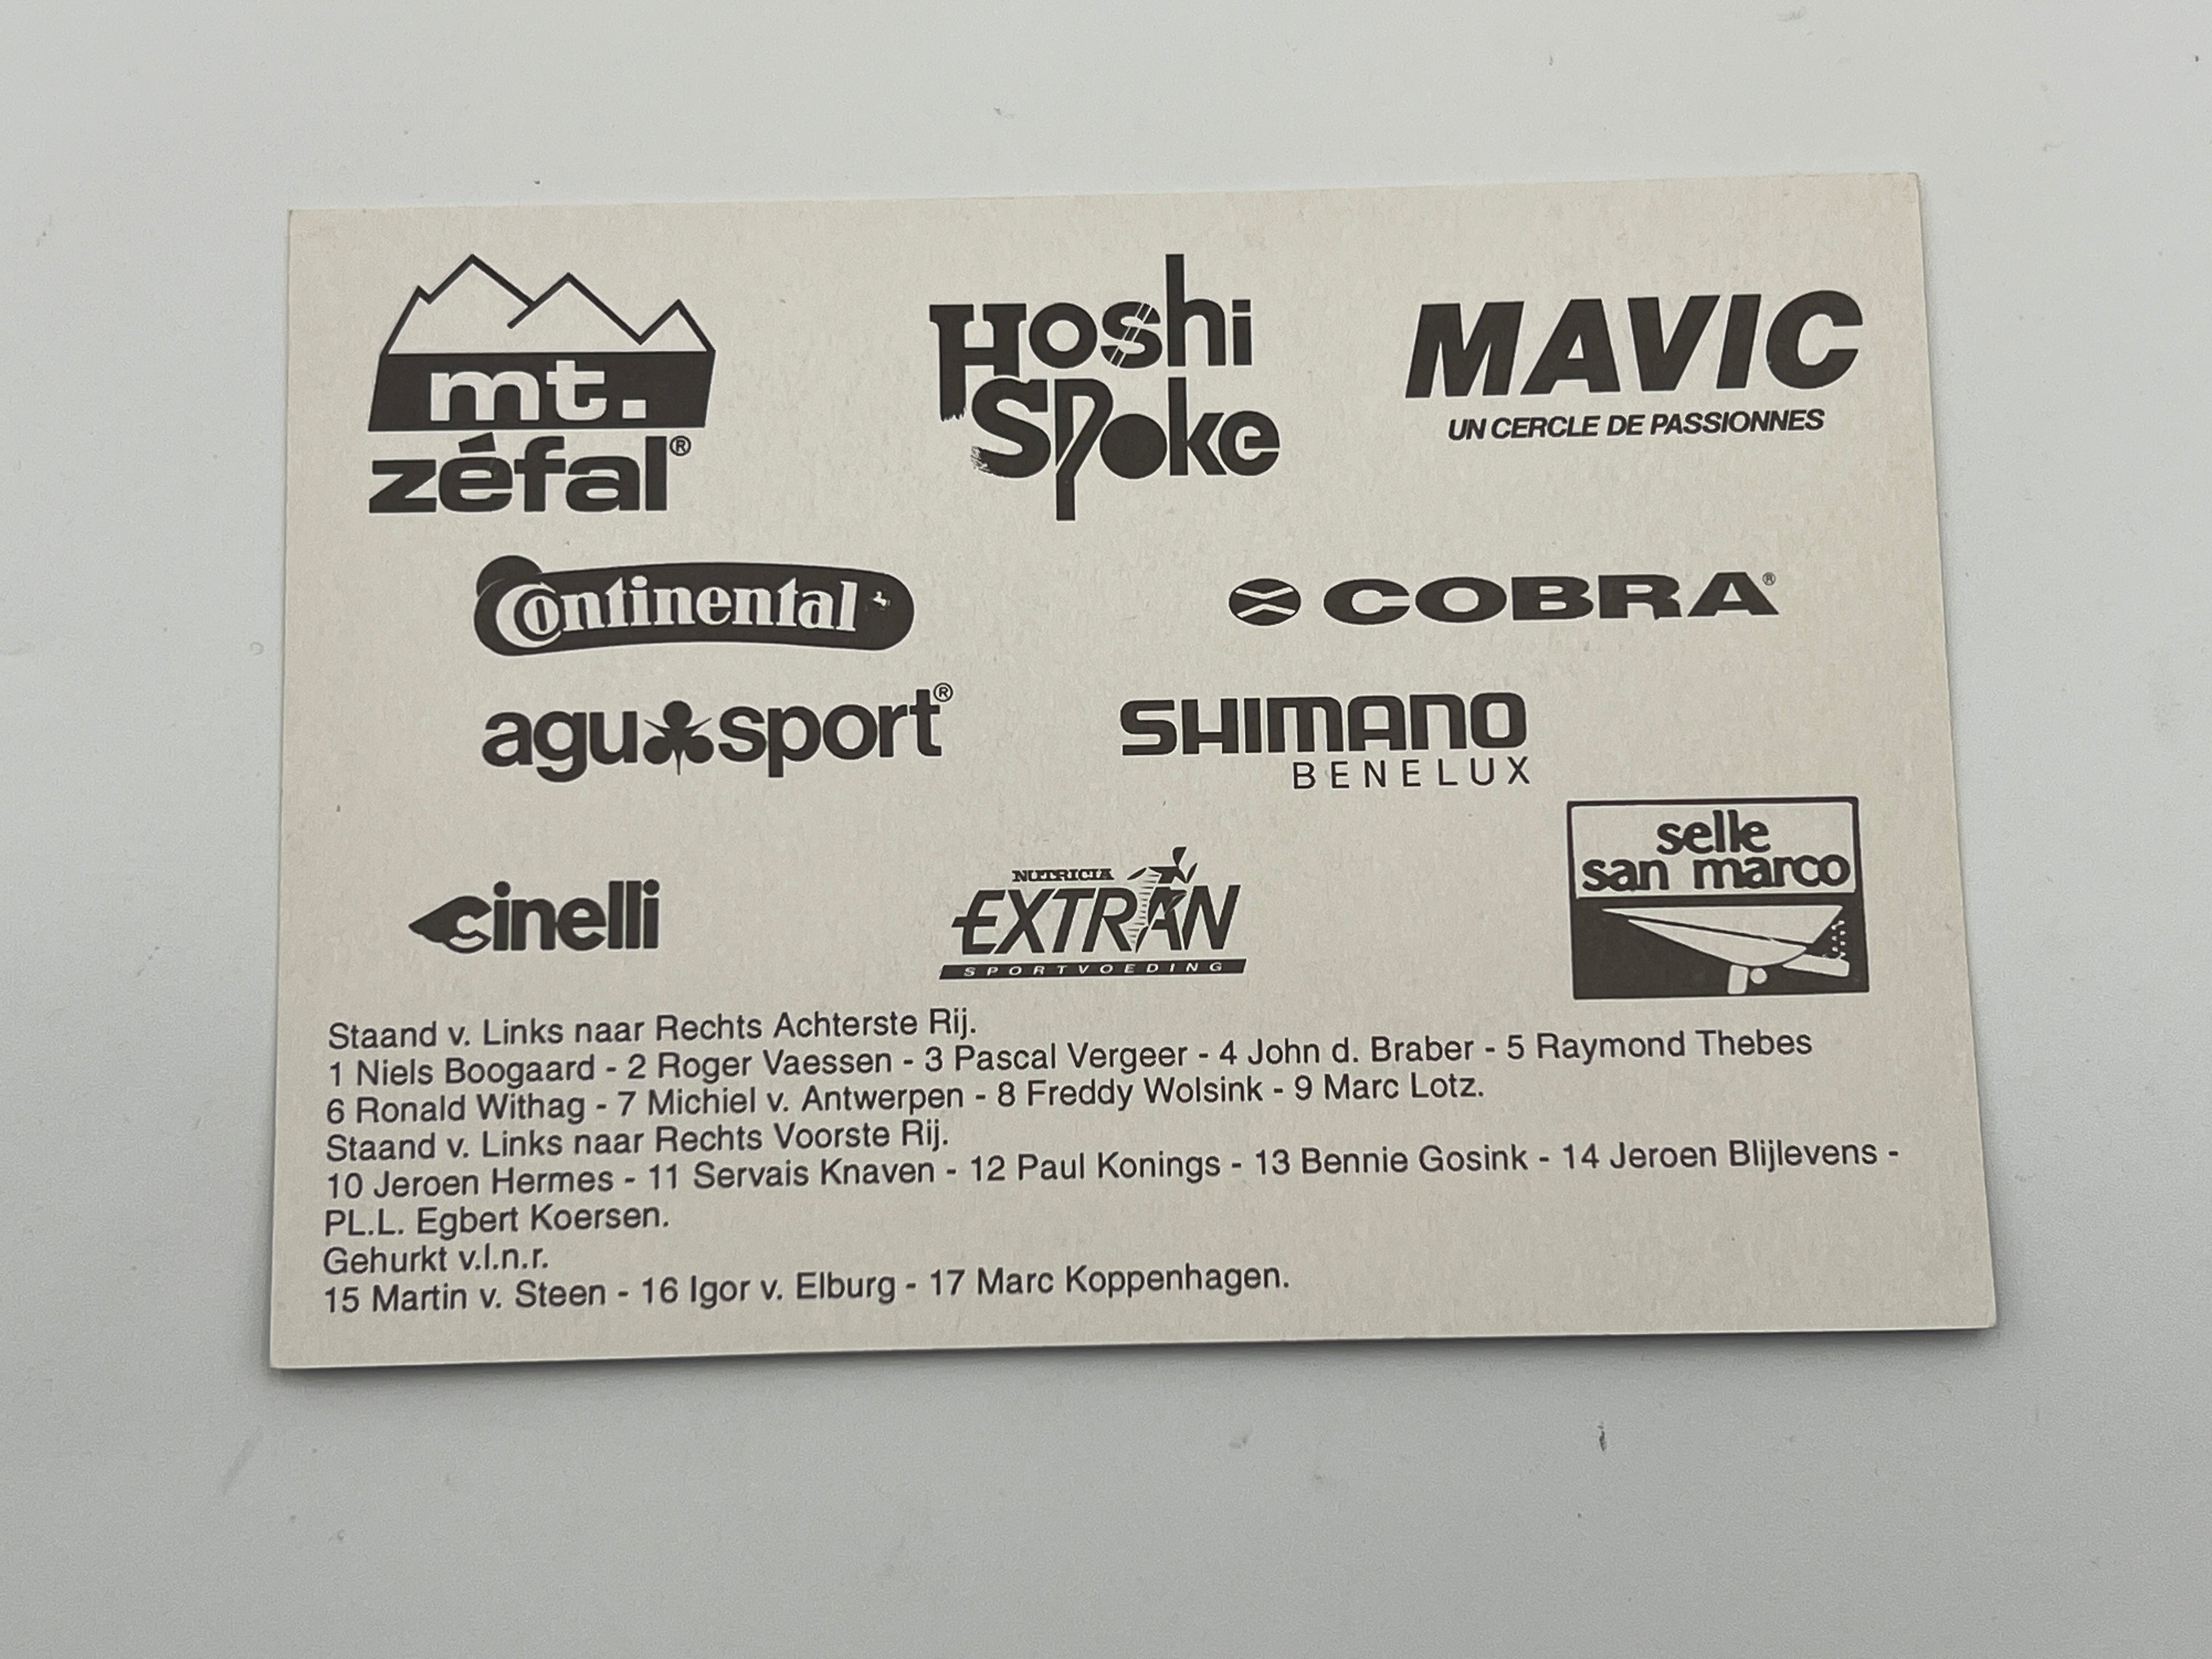 mt.
zéfal®
Hoshi
Spoke
MAVIC
UN CERCLE DE PASSIONNES
Continental
COBRA®
agu sport®
SHIMANO
BENELUX
cinelli
NUTRICIA
EXTRAN
SPORTVOEDING
selle
san marco
Staand v. Links naar Rechts Achterste Rij.
1 Niels Boogaard - 2 Roger Vaessen - 3 Pascal Vergeer - 4 John d. Braber - 5 Raymond Thebes
6 Ronald Withag - 7 Michiel v. Antwerpen - 8 Freddy Wolsink - 9 Marc Lotz.
Staand v. Links naar Rechts Voorste Rij.
10 Jeroen Hermes - 11 Servais Knaven - 12 Paul Konings - 13 Bennie Gosink - 14 Jeroen Blijlevens -
PL.L. Egbert Koersen.
Gehurkt v.l.n.r.
15 Martin v. Steen - 16 Igor v. Elburg - 17 Marc Koppenhagen.